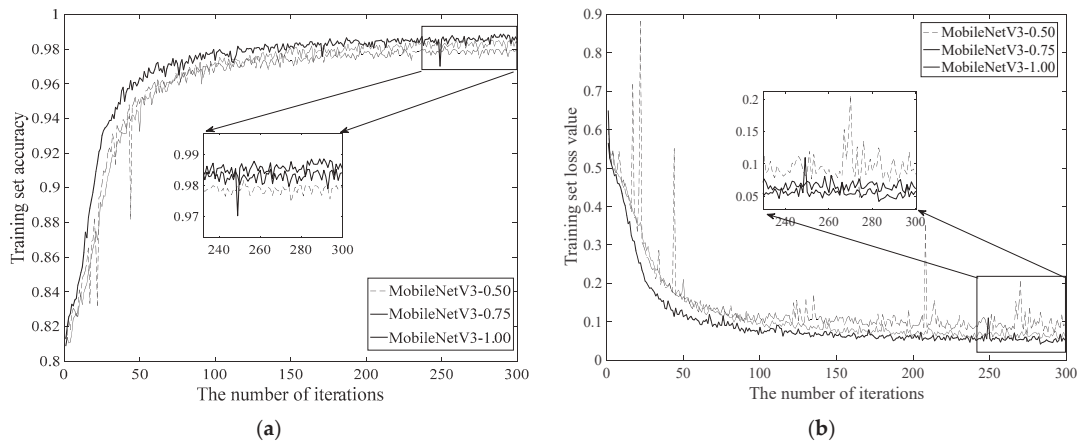 1
0.98
0.96
0.94
0.92
0.9
0.88
0.86
0.84
0.82
0.8
Training set accuracy
0.99
0.98
0.97
240 260 280 300
MobileNetV3-0.50
MobileNetV3-0.75
MobileNetV3-1.00
0 50 100 150 200 250 300
The number of iterations
(a)
0.9
0.8
0.7
0.6
0.5
0.4
0.3
0.2
0.1
0
Training set loss value
MobileNetV3-0.50
MobileNetV3-0.75
MobileNetV3-1.00
0.2
0.15
0.1
0.05
240 260 280 300
0 50 100 150 200 250 300
The number of iterations
(b)